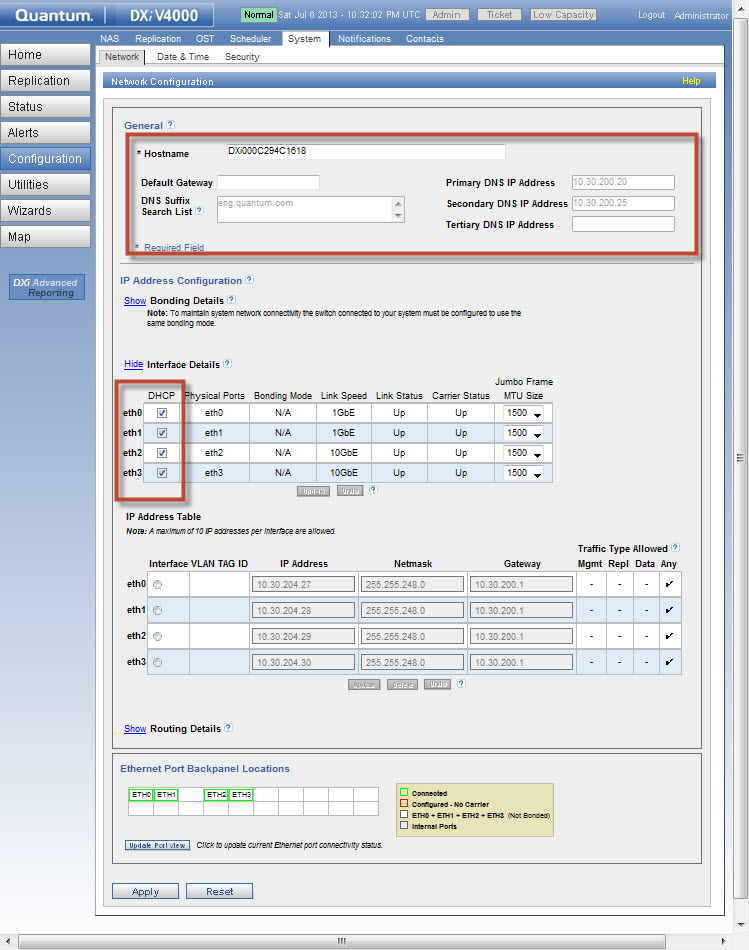 Quantum. DXi V4000 Normal Sat Jul 6 2013 - 10:32:02 PM UTC Admin Ticket Low Capacity Logout Administrator
NAS Replication OST Scheduler System Notifications Contacts
Network Date & Time Security
Home
Replication
Status
Alerts
Configuration
Utilities
Wizards
Map
DXi Advanced
Reporting
Network Configuration Help
General ?
* Hostname DXi000C294C1618
Default Gateway Primary DNS IP Address 10.30.200.20
DNS Suffix
Search List ? eng.quantum.com Secondary DNS IP Address 10.30.200.25
Tertiary DNS IP Address
* Required Field
IP Address Configuration ?
Show Bonding Details ?
Note: To maintain system network connectivity the switch connected to your system must be configured to use the
same bonding mode.
Hide Interface Details ?
Jumbo Frame
DHCP Physical Ports Bonding Mode Link Speed Link Status Carrier Status MTU Size
eth0 eth0 N/A 1GbE Up Up 1500
eth1 eth1 N/A 1GbE Up Up 1500
eth2 eth2 N/A 10GbE Up Up 1500
eth3 eth3 N/A 10GbE Up Up 1500
Update Undo ?
IP Address Table
Note: A maximum of 10 IP addresses per interface are allowed.
Traffic Type Allowed ?
Interface VLAN TAG ID IP Address Netmask Gateway Mgmt Repl Data Any
eth0 10.30.204.27 255.255.248.0 10.30.200.1 - - - ✔
eth1 10.30.204.28 255.255.248.0 10.30.200.1 - - - ✔
eth2 10.30.204.29 255.255.248.0 10.30.200.1 - - - ✔
eth3 10.30.204.30 255.255.248.0 10.30.200.1 - - - ✔
Update Delete Undo ?
Show Routing Details ?
Ethernet Port Backpanel Locations
ETH0 ETH1 ETH2 ETH3
Connected
Configured - No Carrier
ETH0 + ETH1 + ETH2 + ETH3 (Not Bonded)
Internal Ports
Update Port View Click to update current Ethernet port connectivity status.
Apply Reset